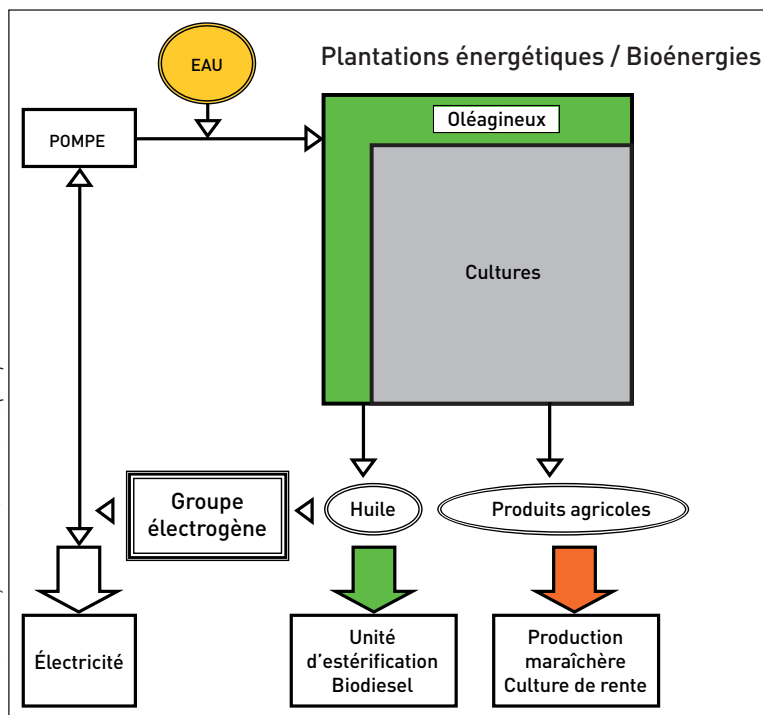 EAU
Plantations énergétiques / Bioénergies
POMPE
Oléagineux
Cultures
Groupe
électrogène
Huile
Produits agricoles
Électricité
Unité
d'estérification
Biodiesel
Production
maraîchère
Culture de rente